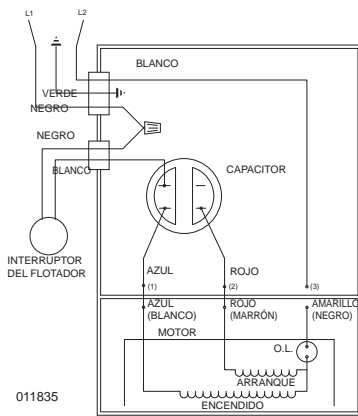 L1
L2
BLANCO
VERDE
NEGRO
NEGRO
BLANCO
CAPACITOR
INTERRUPTOR
DEL FLOTADOR
AZUL
ROJO
(1)
(2)
(3)
AZUL
(BLANCO)
ROJO
(MARRÓN)
AMARILLO
(NEGRO)
MOTOR
O.L.
ARRANQUE
ENCENDIDO
011835